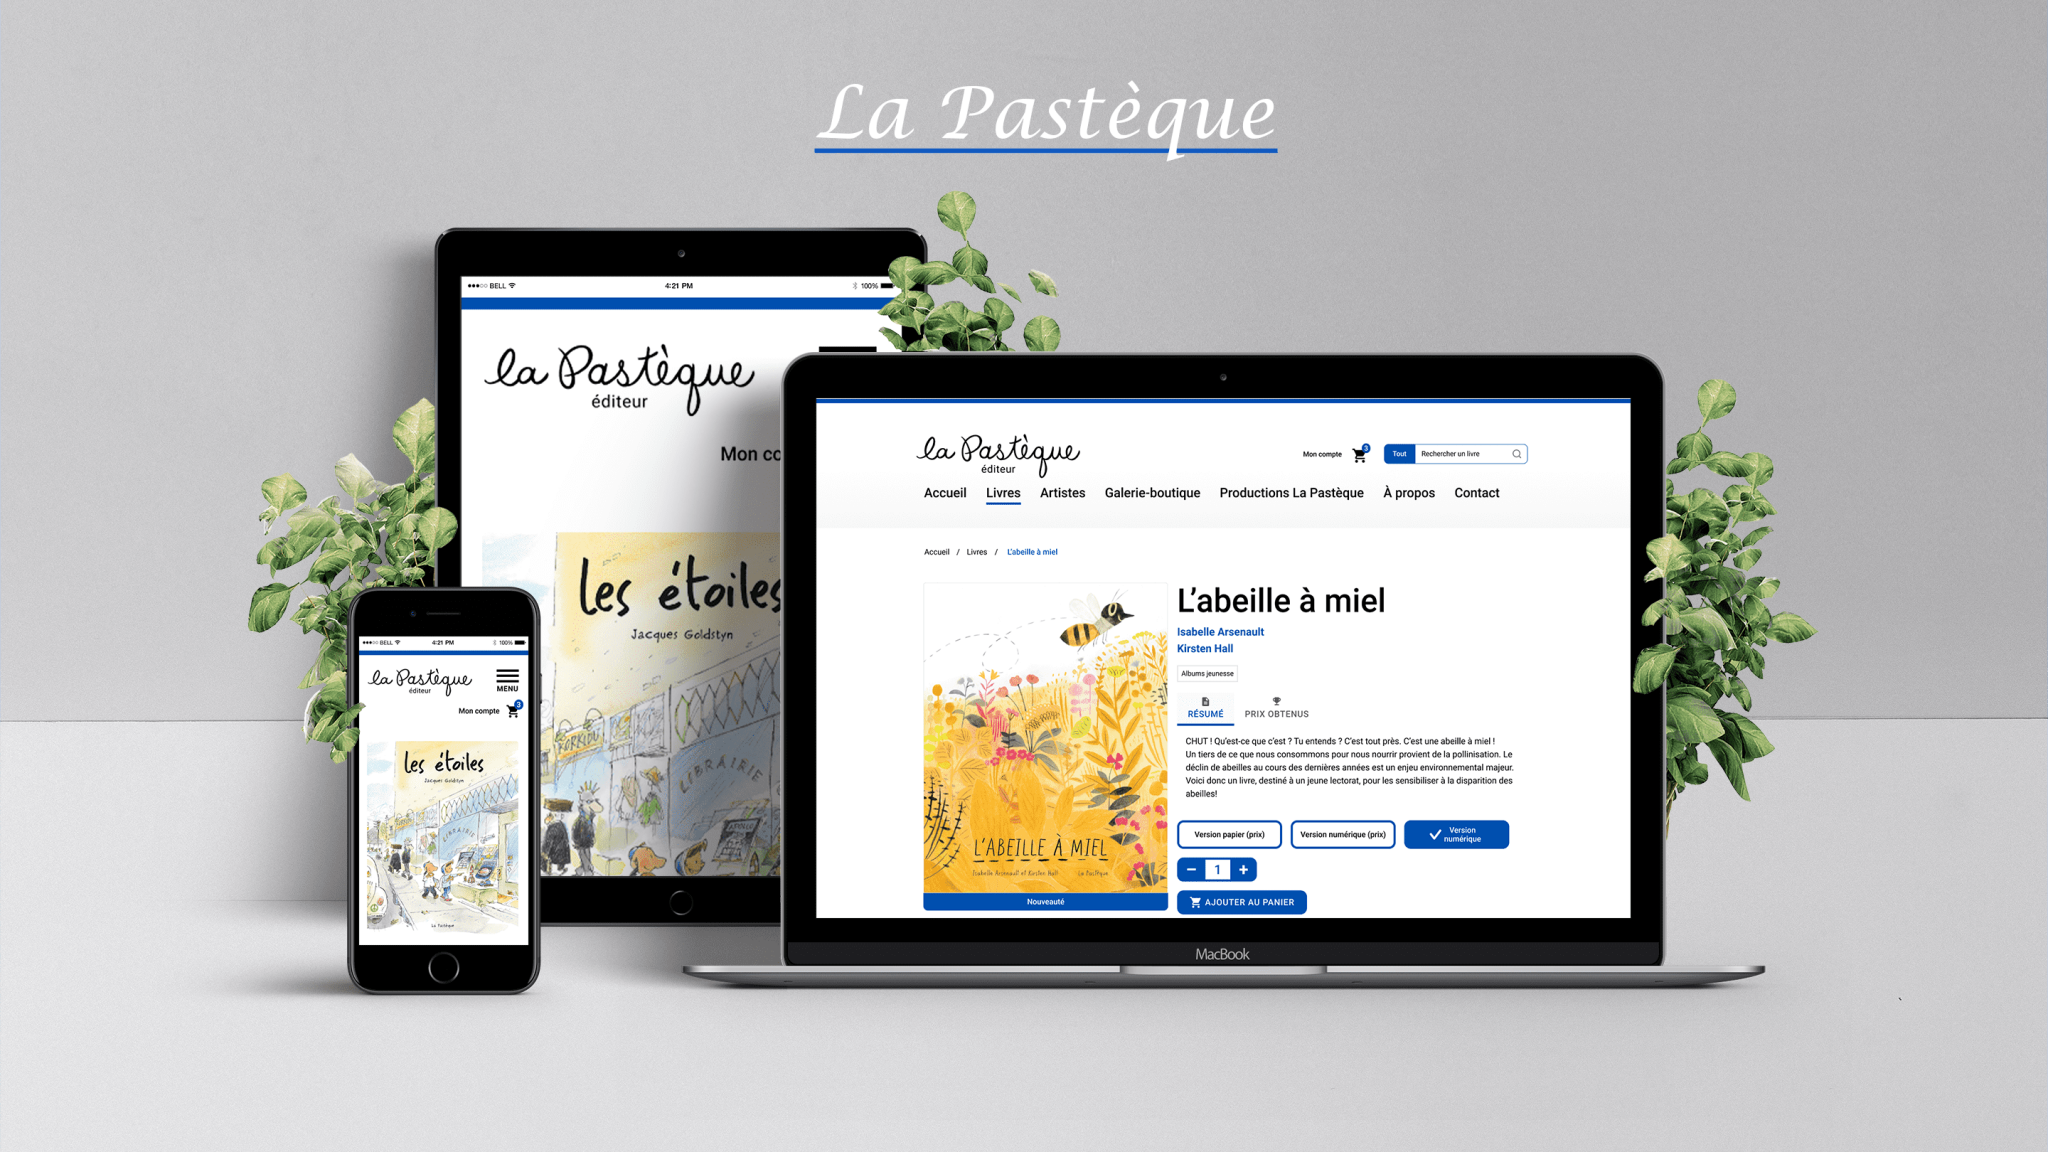 La Pastèque
BELL 4:21 PM 100%
la Pastèque
éditeur
Mon co
les étoiles
Jacques Goldstyn
LIBRAIRIE
BELL 4:21 PM 100%
la Pastèque
éditeur
MENU
Mon compte 3
les étoiles
Jacques Goldstyn
LIBRAIRIE
La Pastèque
la Pastèque
éditeur
Mon compte 3 Tout Rechercher un livre
Accueil Livres Artistes Galerie-boutique Productions La Pastèque À propos Contact
Accueil / Livres / L'abeille à miel
L'ABEILLE À MIEL
Isabelle Arsenault et Kirsten Hall La Pastèque
Nouveauté
L'abeille à miel
Isabelle Arsenault
Kirsten Hall
Albums jeunesse
RÉSUMÉ PRIX OBTENUS
CHUT ! Qu'est-ce que c'est ? Tu entends ? C'est tout près. C'est une abeille à miel !
Un tiers de ce que nous consommons pour nous nourrir provient de la pollinisation. Le
déclin de abeilles au cours des dernières années est un enjeu environnemental majeur.
Voici donc un livre, destiné à un jeune lectorat, pour les sensibiliser à la disparition des
abeilles!
Version papier (prix) Version numérique (prix) Version
numérique
− 1 +
AJOUTER AU PANIER
MacBook